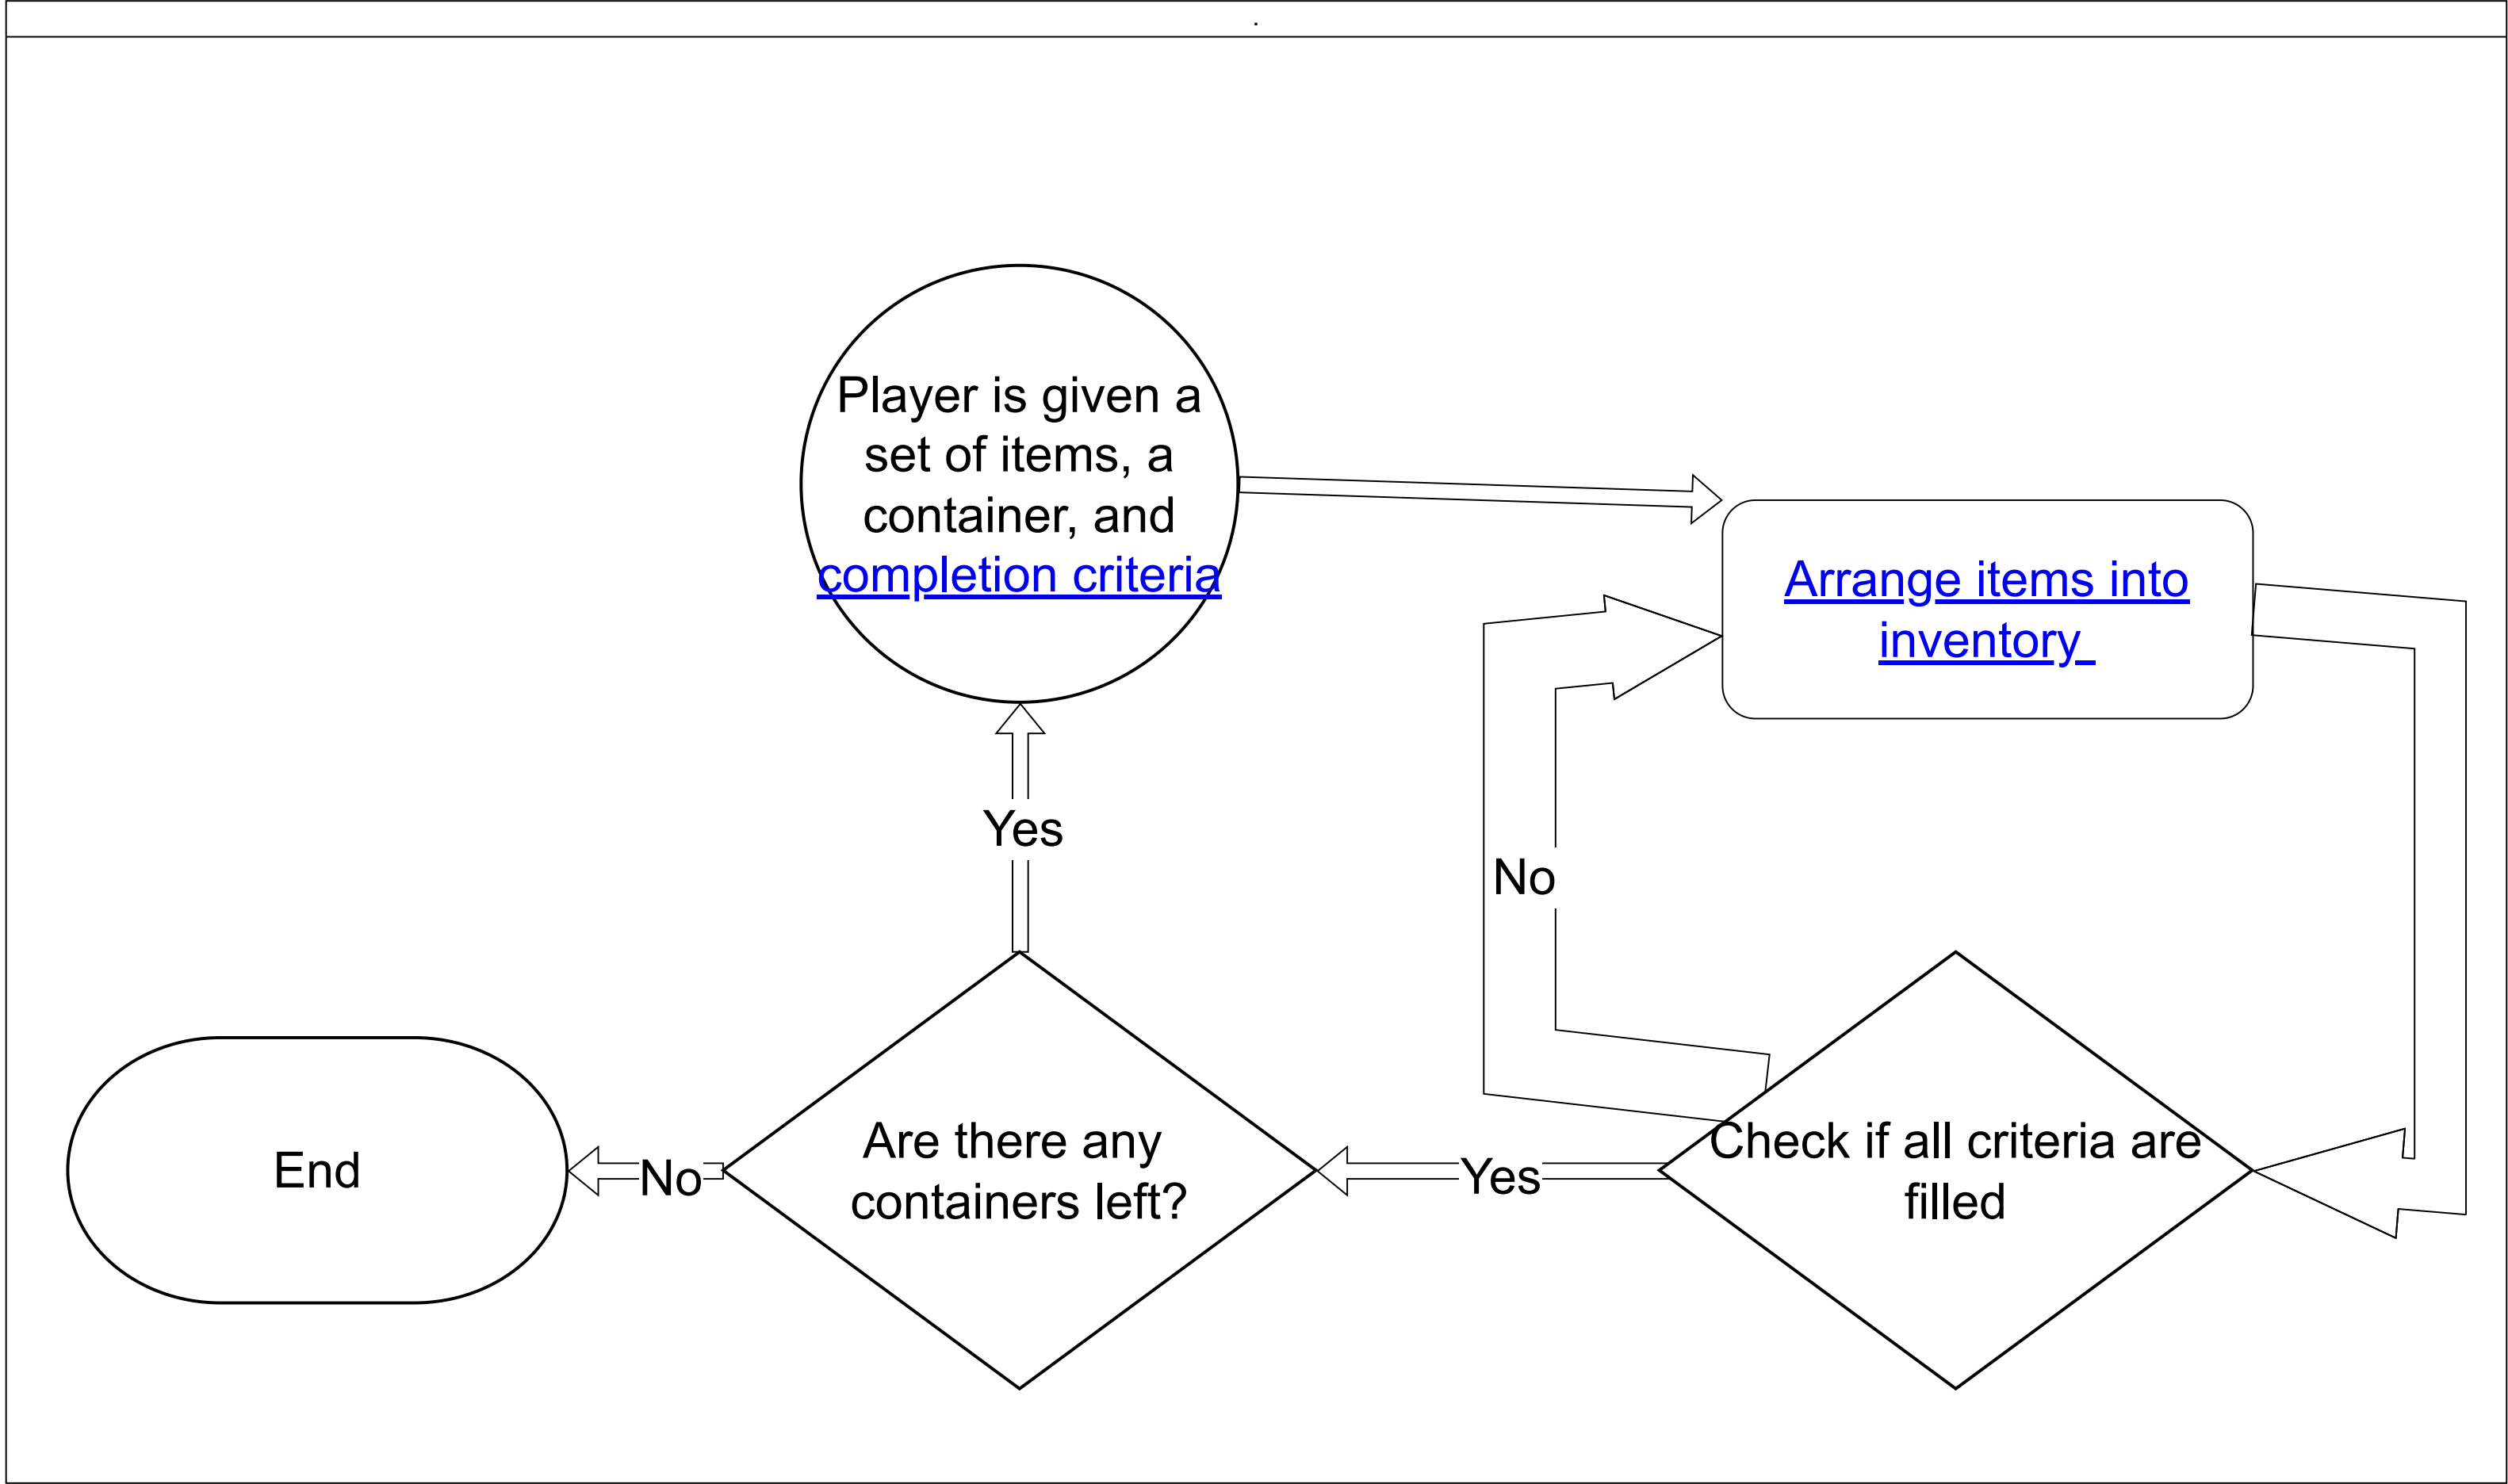 .
Player is given a
set of items, a
container, and
completion criteria
Arrange items into
inventory
Yes
No
End
No
Are there any
containers left?
Yes
Check if all criteria are
filled